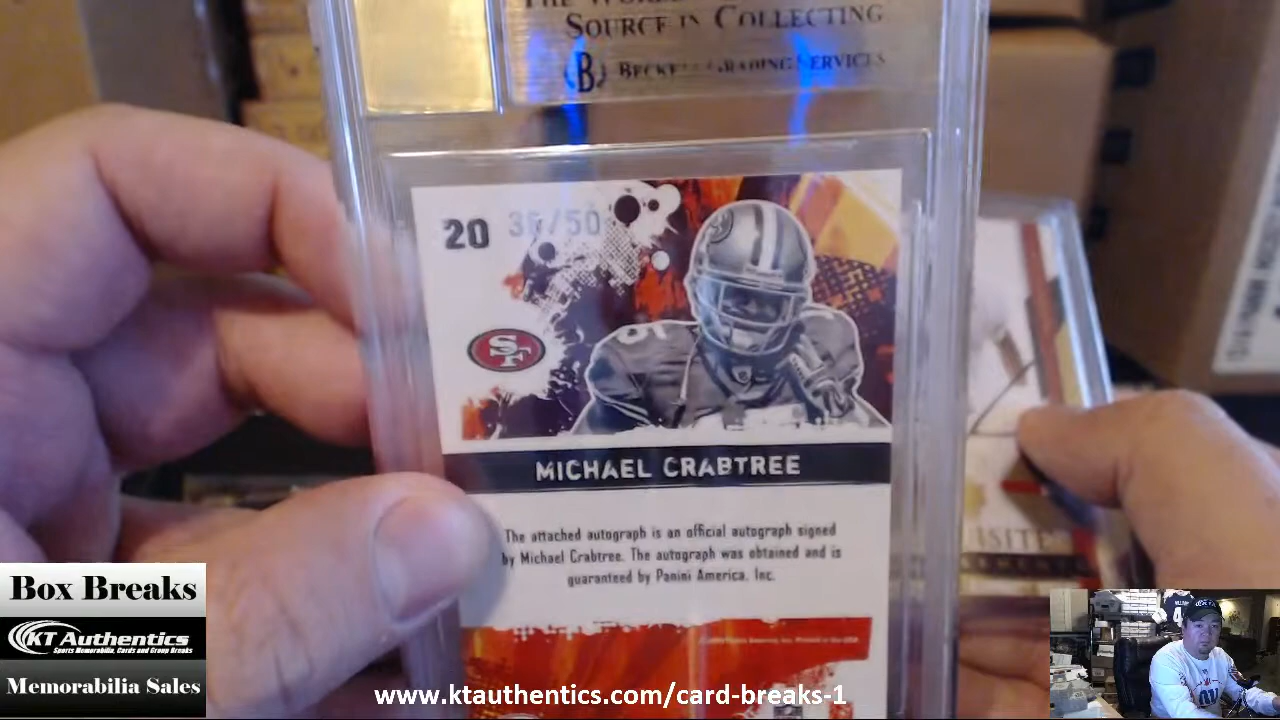 SOURCE IN COLLECTING
B BECKETT GRADING SERVICES
20 35/50
SF
MICHAEL CRABTREE
The attached autograph is an official autograph signed
by Michael Crabtree. The autograph was obtained and is
guaranteed by Panini America, Inc.
Box Breaks
KT Authentics
Sports Memorabilia, Cards and Group Breaks
Memorabilia Sales
www.ktauthentics.com/card-breaks-1